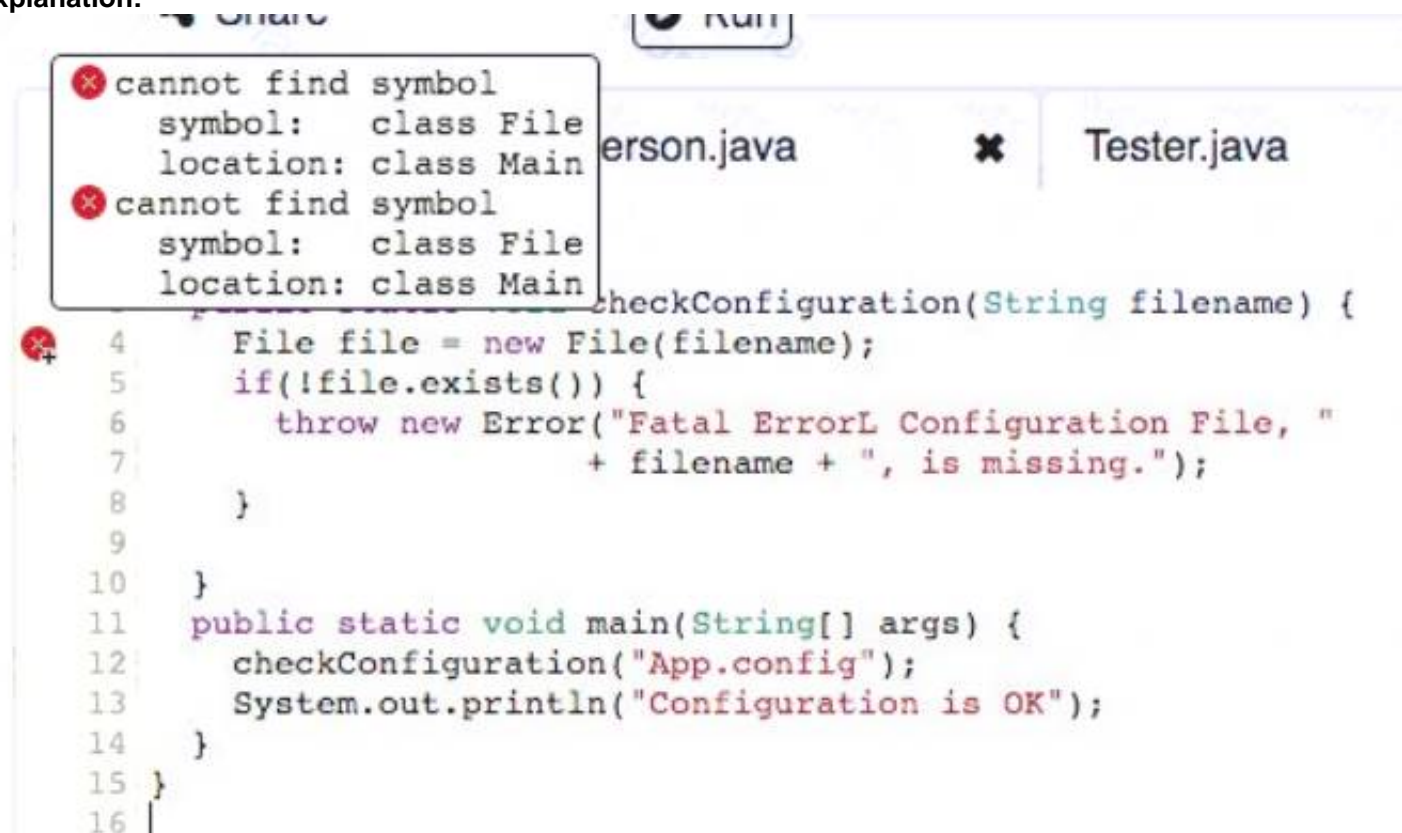 xplanation:
Share
Run
cannot find symbol
symbol: class File
location: class Main
cannot find symbol
symbol: class File
location: class Main
erson.java
Tester.java
checkConfiguration(String filename) {
4 File file = new File(filename);
5 if(!file.exists()) {
6 throw new Error("Fatal ErrorL Configuration File, "
7 + filename + ", is missing.");
8 }
9
10 }
11 public static void main(String[] args) {
12 checkConfiguration("App.config");
13 System.out.println("Configuration is OK");
14 }
15 }
16